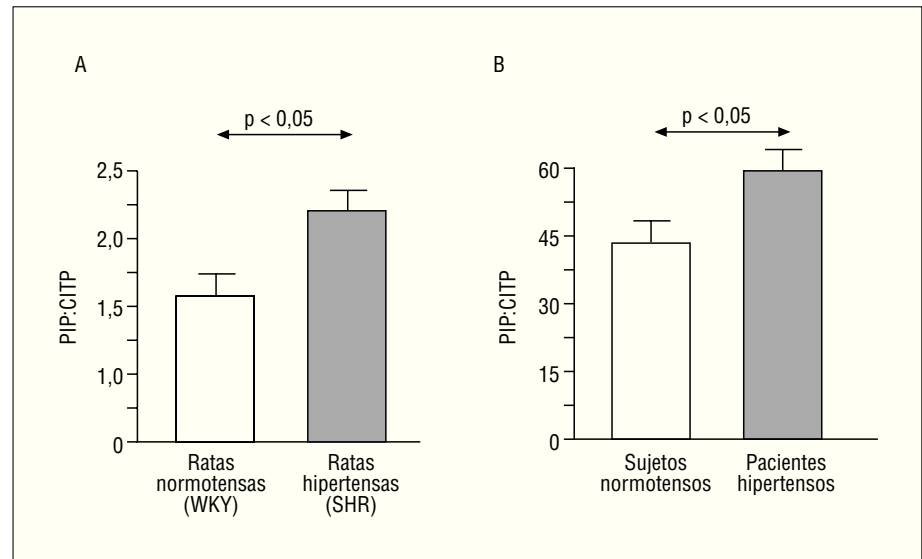 A
p < 0,05
PIP:CITP
2,5
2,0
1,5
1,0
0
Ratas
normotensas
(WKY)
Ratas
hipertensas
(SHR)
B
p < 0,05
PIP:CITP
60
45
30
15
0
Sujetos
normotensos
Pacientes
hipertensos